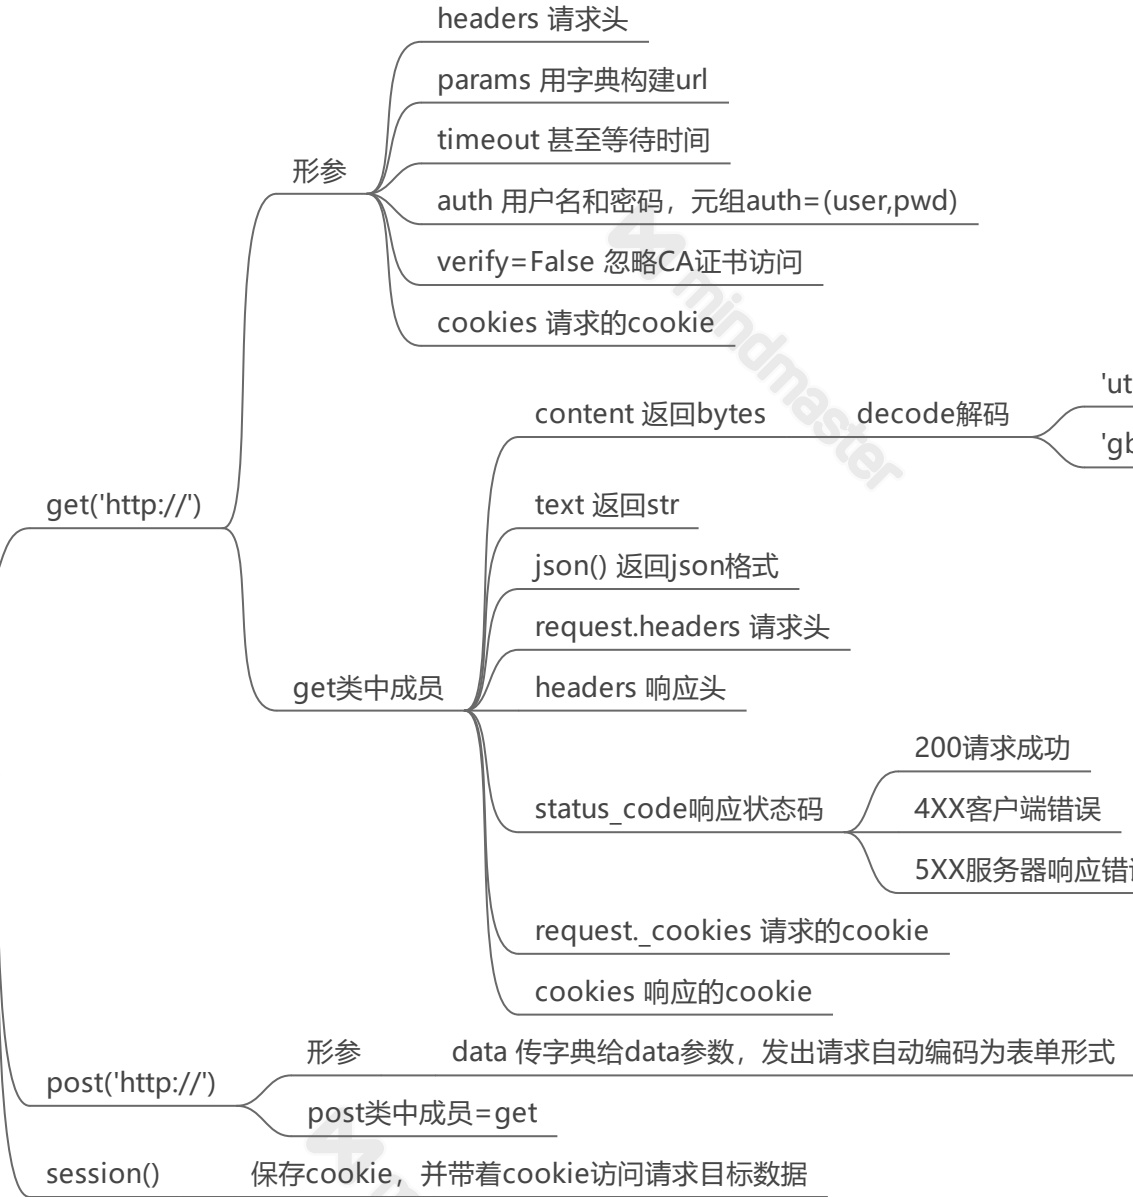 headers 请求头
params 用字典构建url
timeout 甚至等待时间
形参
auth 用户名和密码，元组auth=(user,pwd)
verify=False 忽略CA证书访问
cookies 请求的cookie
mindmaster
'ut
content 返回bytes
decode解码
'gb
get('http://')
text 返回str
json() 返回json格式
request.headers 请求头
get类中成员
headers 响应头
200请求成功
status_code响应状态码
4XX客户端错误
5XX服务器响应错
request._cookies 请求的cookie
cookies 响应的cookie
形参
data 传字典给data参数，发出请求自动编码为表单形式
post('http://')
post类中成员=get
session()
保存cookie，并带着cookie访问请求目标数据